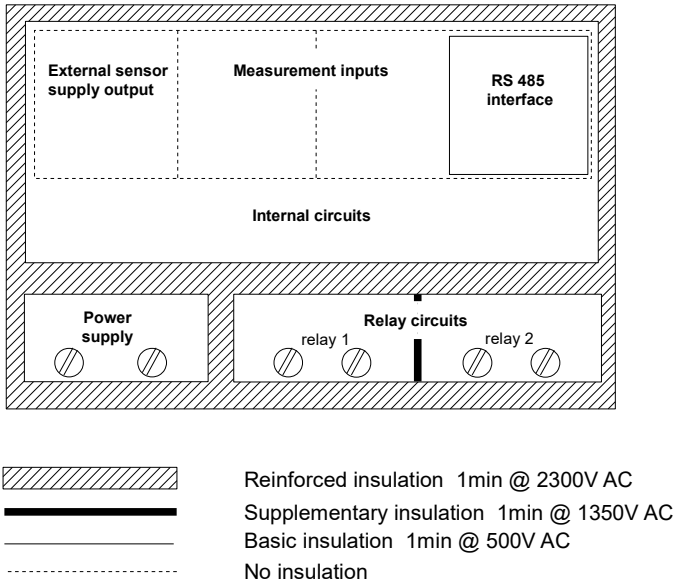 External sensor
supply output
Measurement inputs
RS 485
interface
Internal circuits
Power
supply
Relay circuits
relay 1
relay 2
Reinforced insulation 1min @ 2300V AC
Supplementary insulation 1min @ 1350V AC
Basic insulation 1min @ 500V AC
No insulation